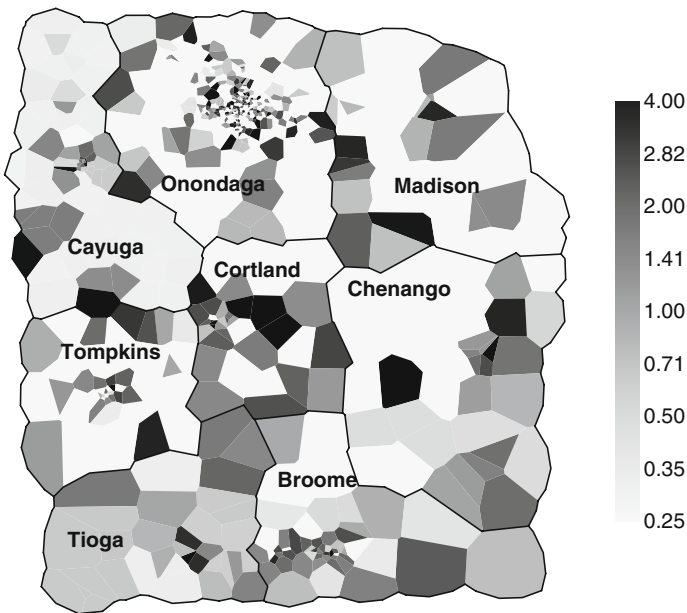 Onondaga
Madison
Cayuga
Cortland
Chenango
Tompkins
Broome
Tioga
4.00
2.82
2.00
1.41
1.00
0.71
0.50
0.35
0.25